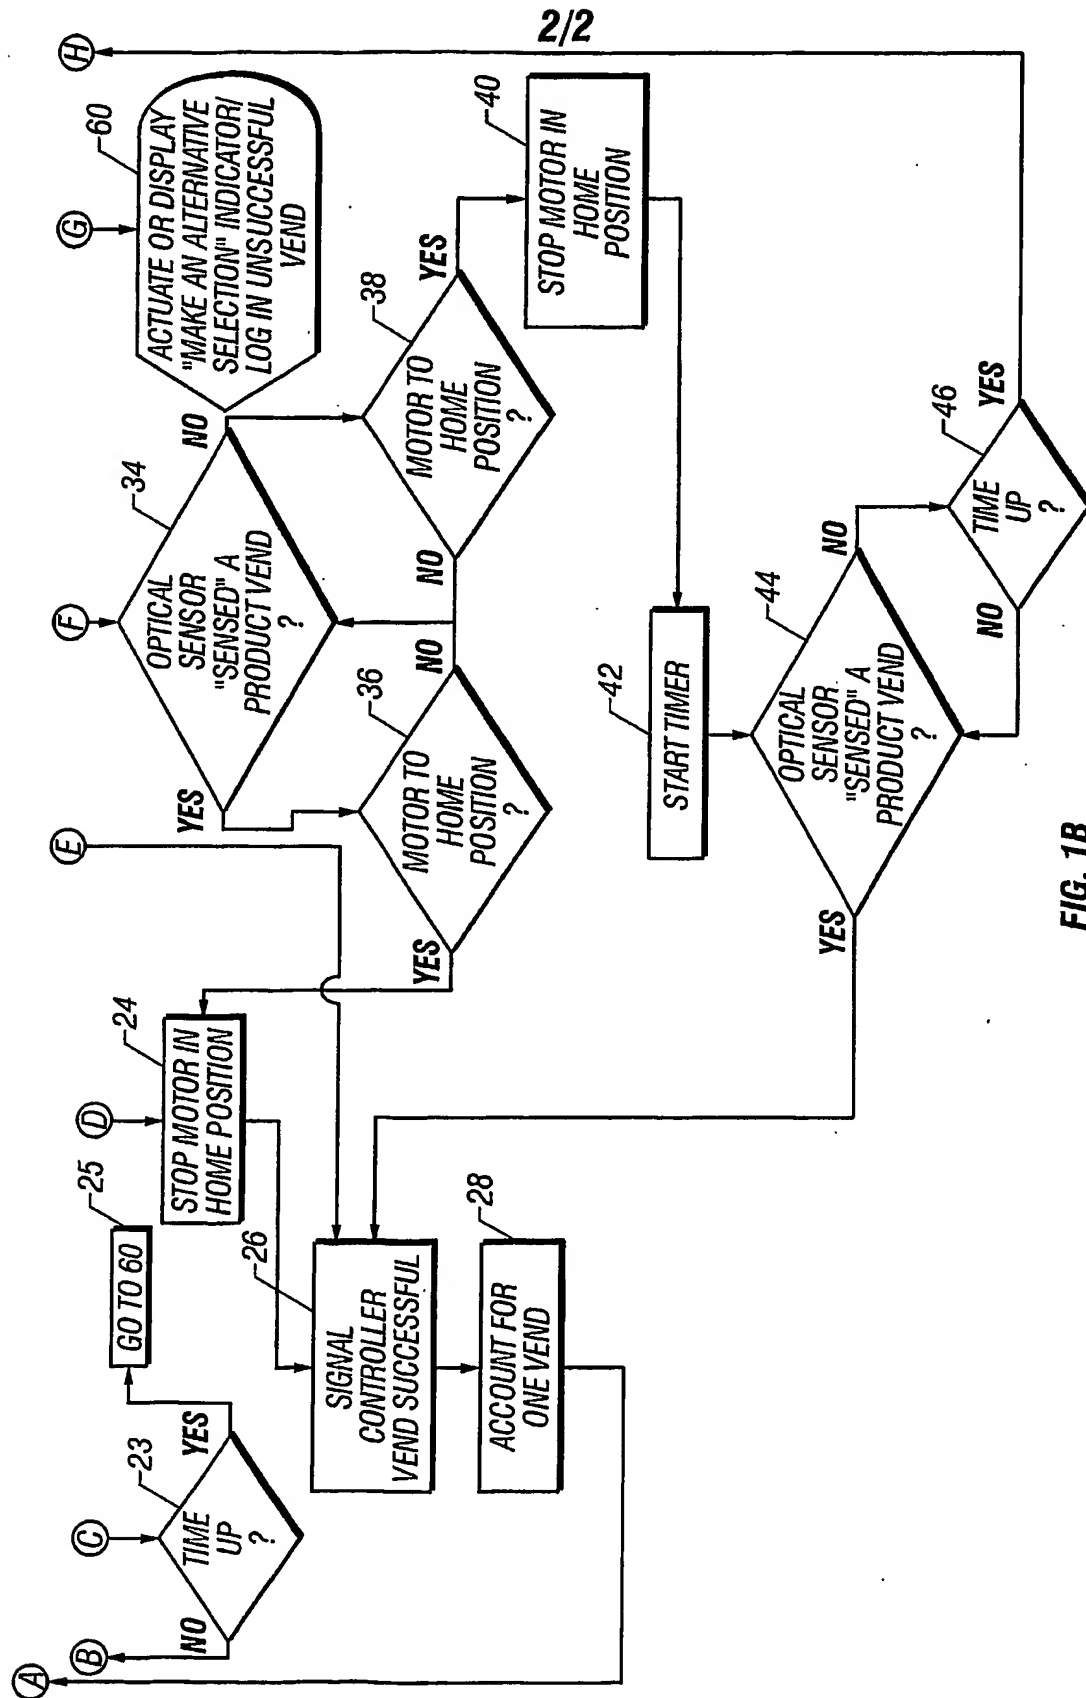 2/2
A
B
C
D
E
F
G
H
23
TIME
UP
?
NO
YES
25
GO TO 60
24
STOP MOTOR IN
HOME POSITION
26
SIGNAL
CONTROLLER
VEND SUCCESSFUL
28
ACCOUNT FOR
ONE VEND
34
OPTICAL
SENSOR
"SENSED" A
PRODUCT VEND
?
YES
NO
36
MOTOR TO
HOME
POSITION
?
YES
NO
38
MOTOR TO
HOME
POSITION
?
NO
YES
60
ACTUATE OR DISPLAY
"MAKE AN ALTERNATIVE
SELECTION" INDICATOR/
LOG IN UNSUCCESSFUL
VEND
40
STOP MOTOR IN
HOME
POSITION
42
START TIMER
44
OPTICAL
SENSOR
"SENSED" A
PRODUCT VEND
?
YES
NO
46
TIME
UP
?
NO
YES
FIG. 1B